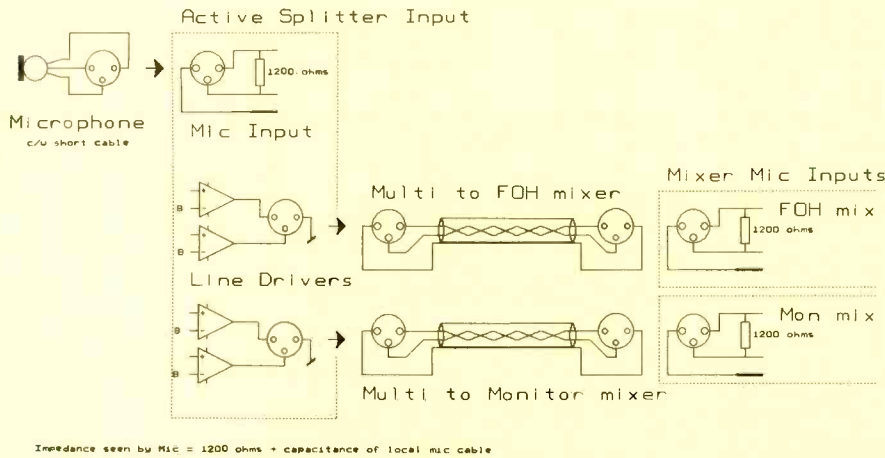 Active Splitter Input
1200 ohms
Microphone
c/w short cable
Mic Input
Multi to FOH mixer
Mixer Mic Inputs
FOH mix
1200 ohms
B
B
Line Drivers
Mon mix
1200 ohms
B
B
Multi to Monitor mixer
Impedance seen by Mic = 1200 ohms + capacitance of local mic cable